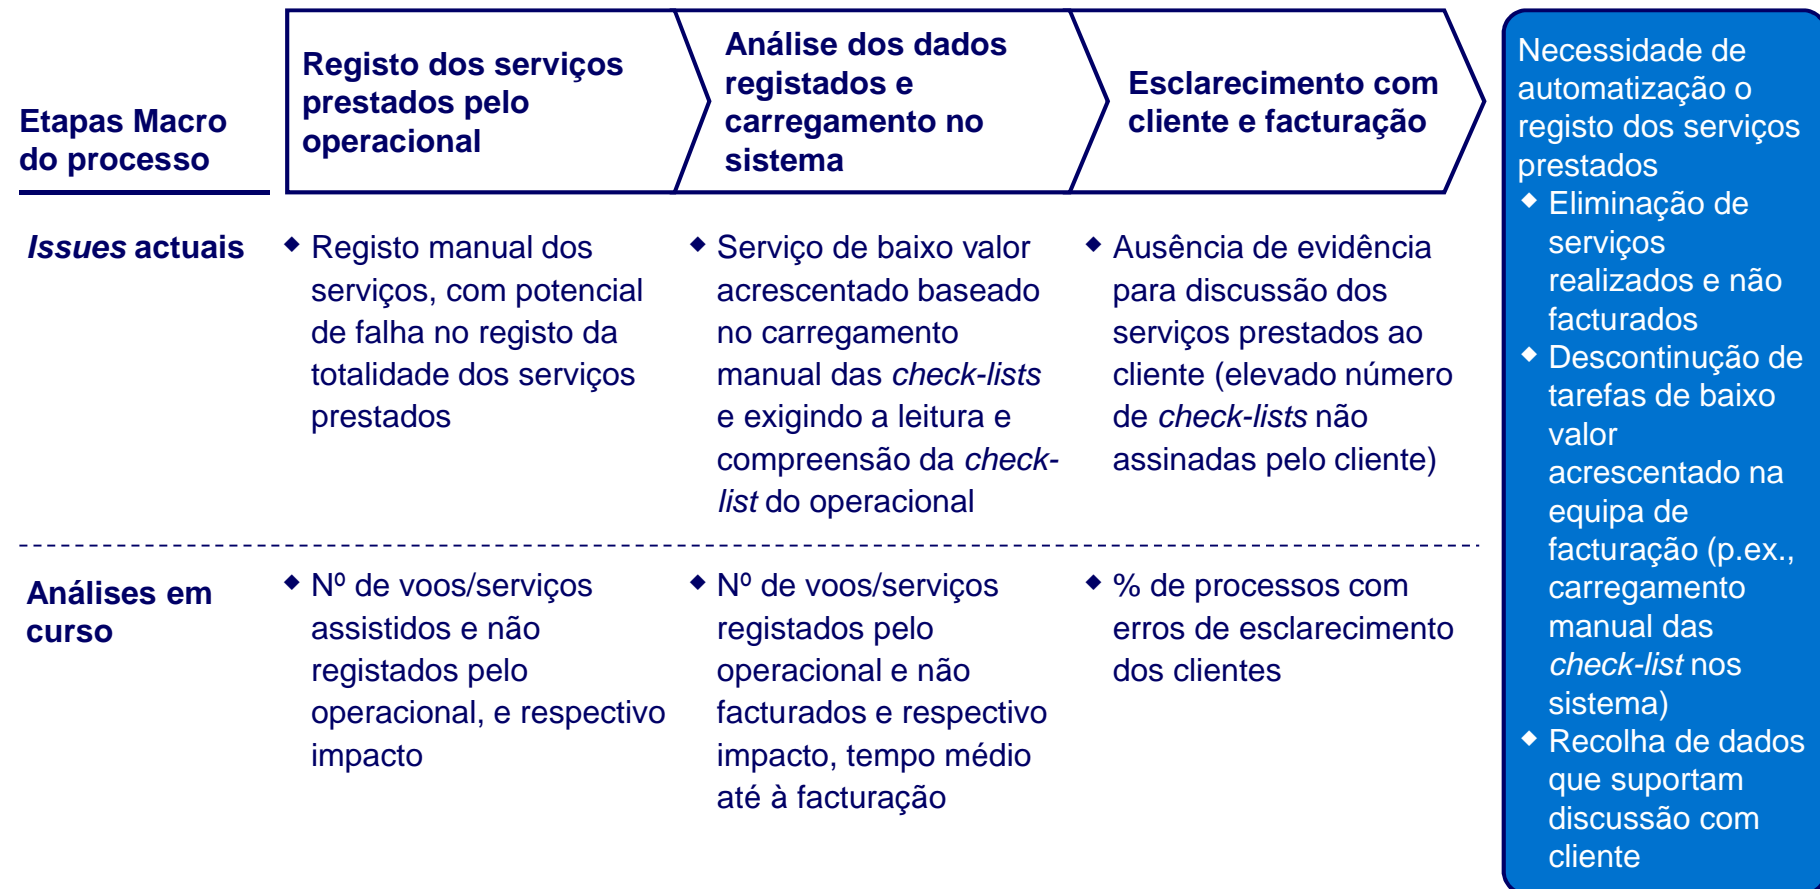 Etapas Macro
do processo
Registo dos serviços
prestados pelo
operacional
Análise dos dados
registados e
carregamento no
sistema
Esclarecimento com
cliente e facturação
Issues actuais
◆ Registo manual dos
serviços, com potencial
de falha no registo da
totalidade dos serviços
prestados
◆ Serviço de baixo valor
acrescentado baseado
no carregamento
manual das check-lists
e exigindo a leitura e
compreensão da check-
list do operacional
◆ Ausência de evidência
para discussão dos
serviços prestados ao
cliente (elevado número
de check-lists não
assinadas pelo cliente)
Análises em
curso
◆ Nº de voos/serviços
assistidos e não
registados pelo
operacional, e respectivo
impacto
◆ Nº de voos/serviços
registados pelo
operacional e não
facturados e respectivo
impacto, tempo médio
até à facturação
◆ % de processos com
erros de esclarecimento
dos clientes
Necessidade de
automatização o
registo dos serviços
prestados
◆ Eliminação de
serviços
realizados e não
facturados
◆ Descontinução de
tarefas de baixo
valor
acrescentado na
equipa de
facturação (p.ex.,
carregamento
manual das
check-list nos
sistema)
◆ Recolha de dados
que suportam
discussão com
cliente